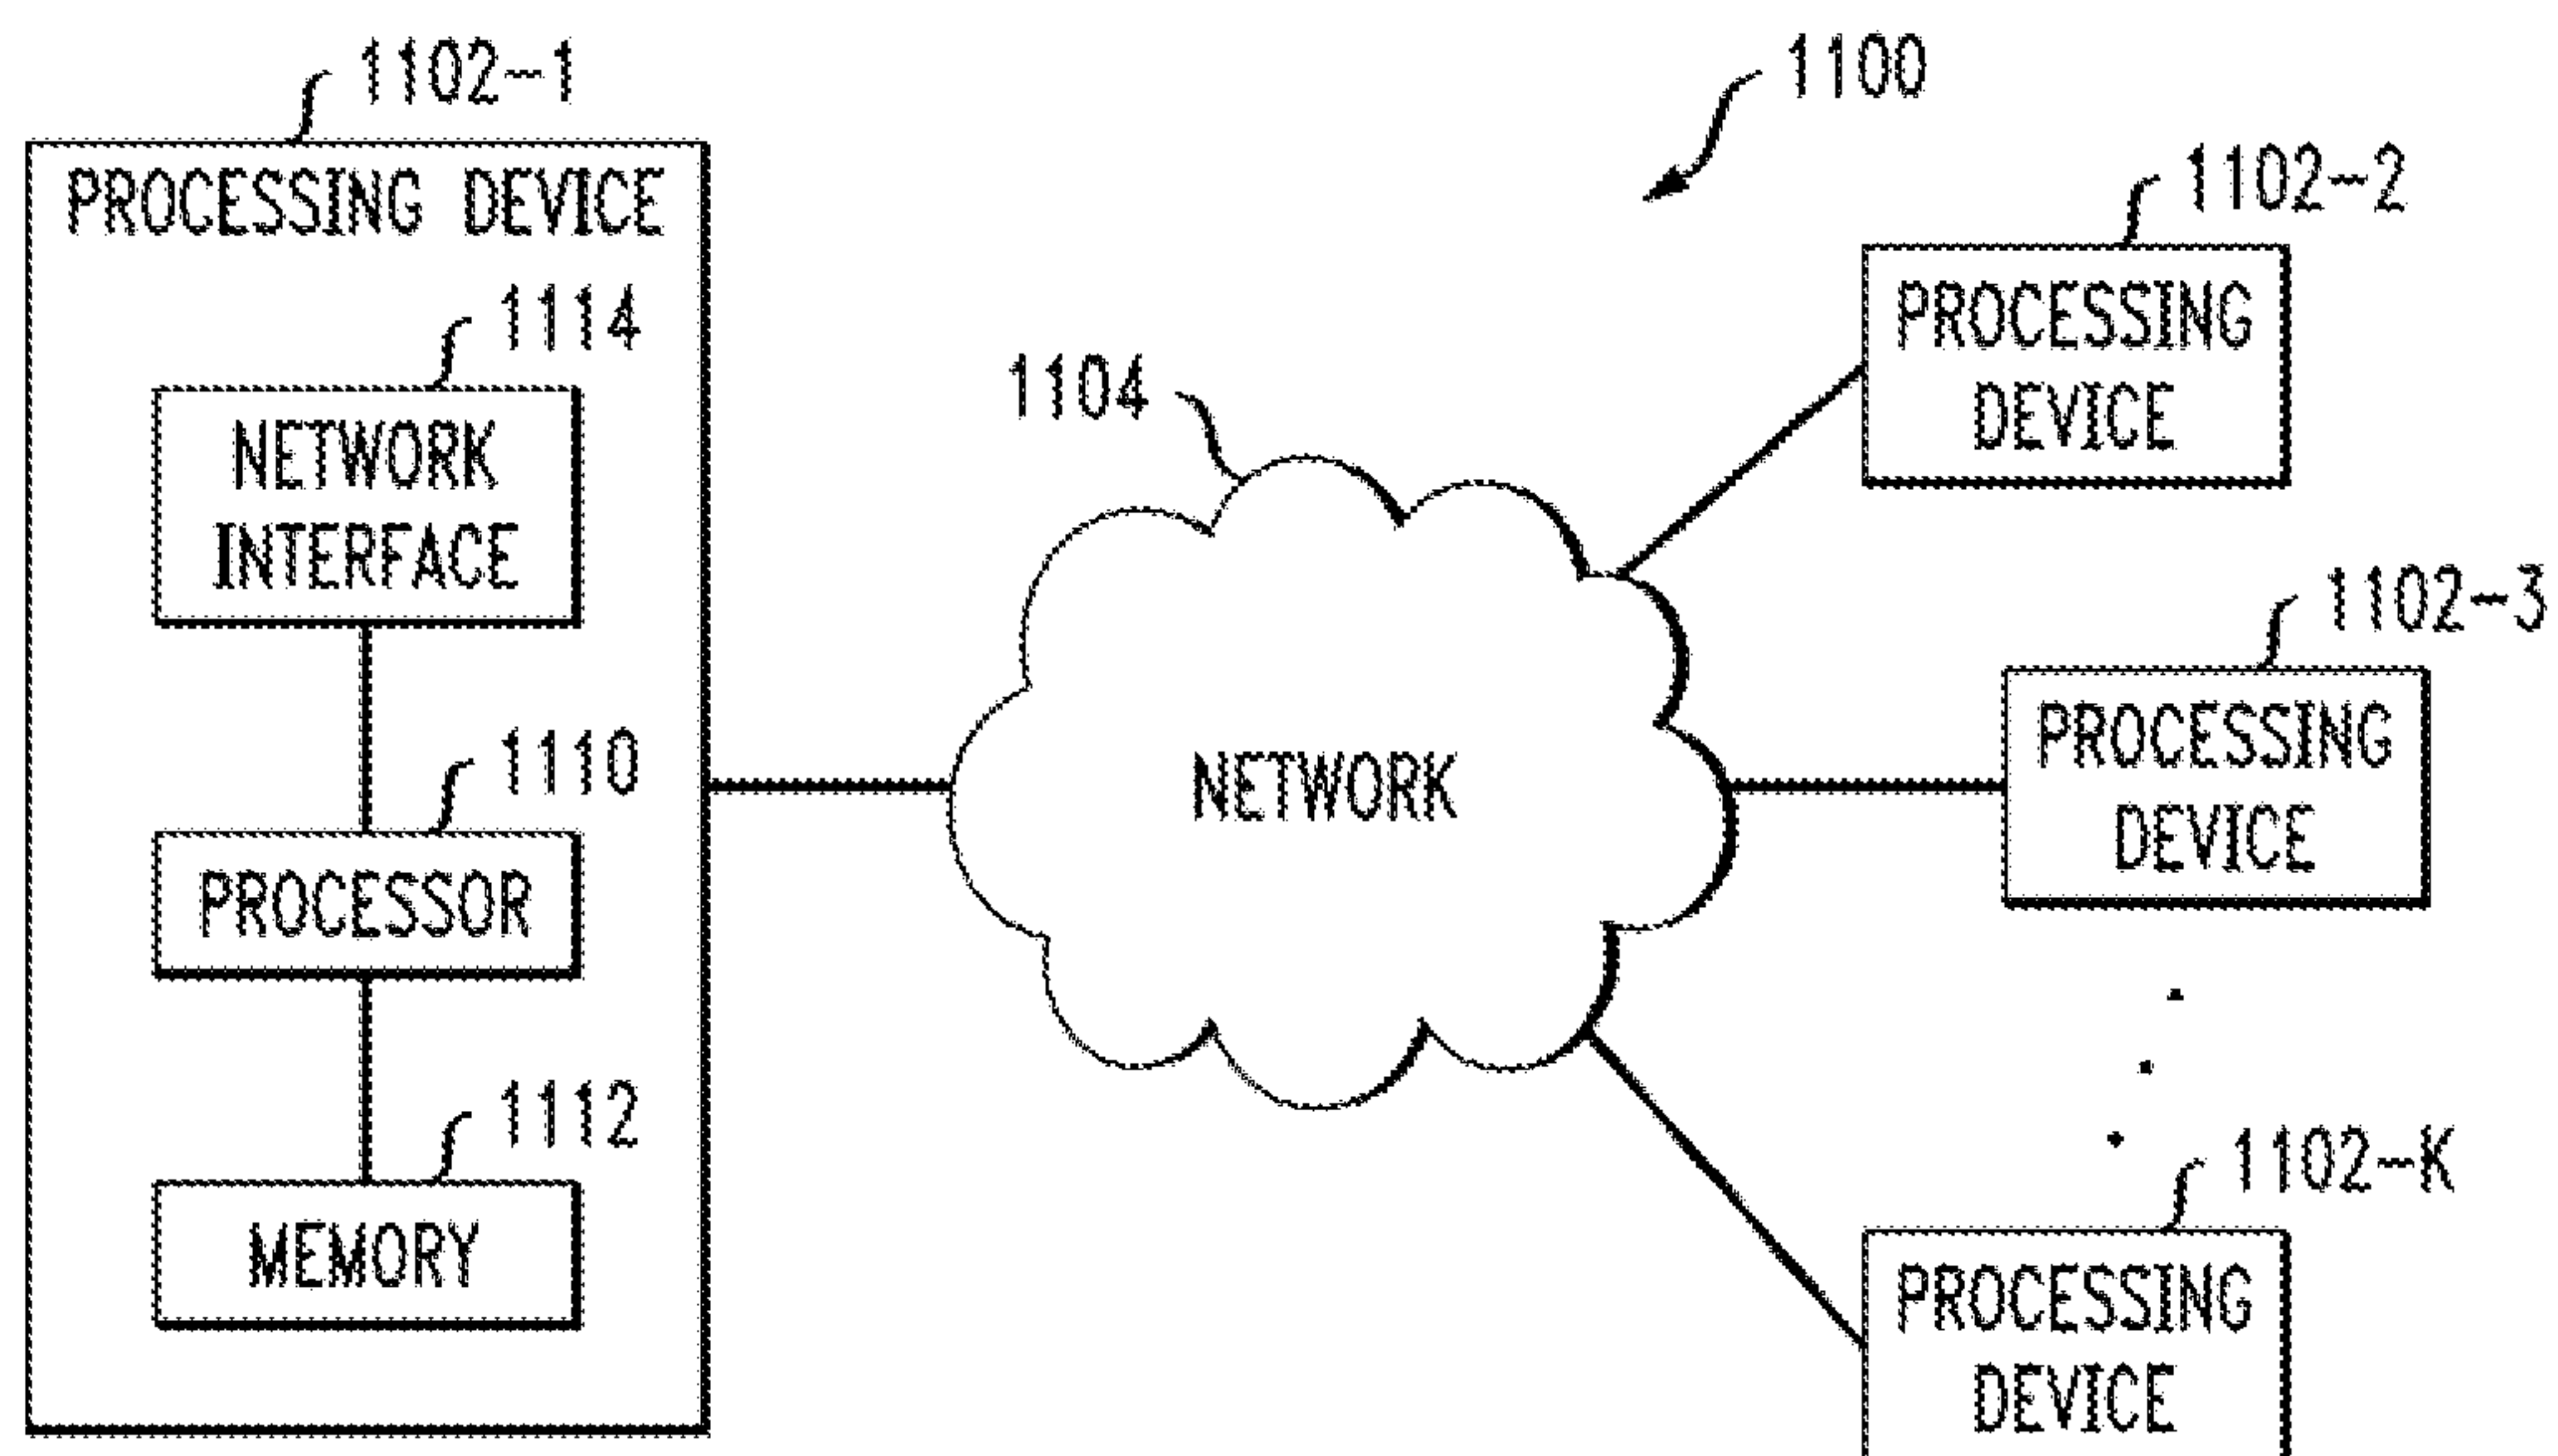 1102-1
PROCESSING DEVICE
1114
NETWORK
INTERFACE
1110
PROCESSOR
1112
MEMORY
1100
1104
NETWORK
1102-2
PROCESSING
DEVICE
1102-3
PROCESSING
DEVICE
1102-K
PROCESSING
DEVICE